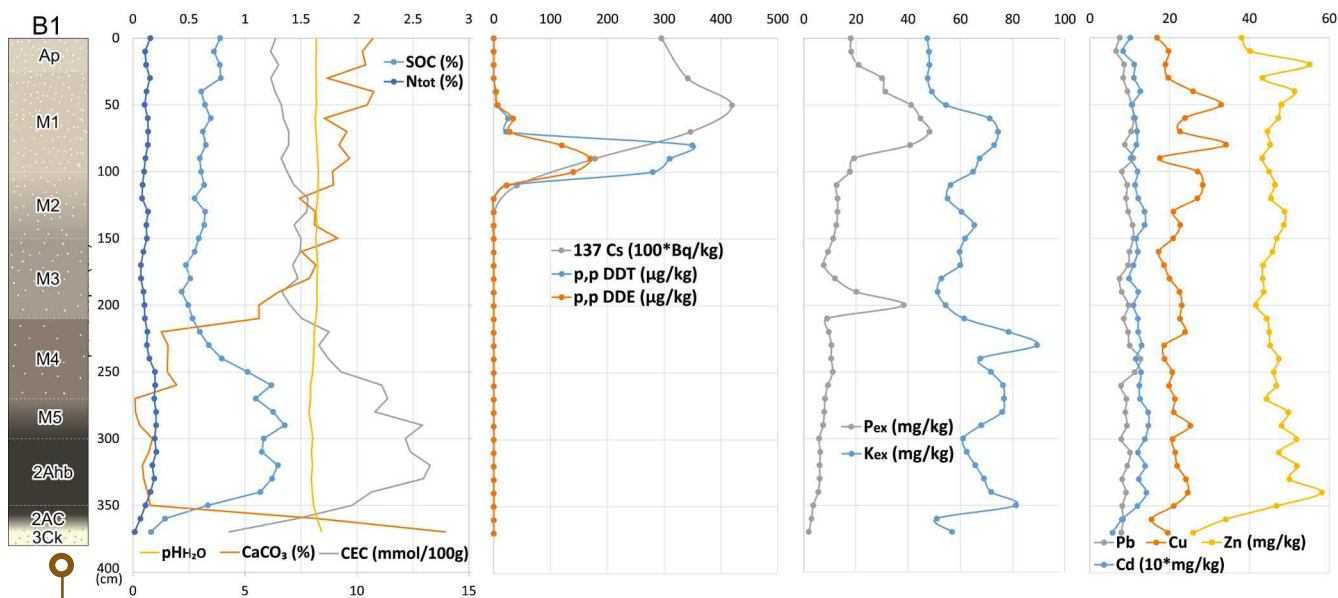 B1
0 0.5 1 1.5 2 2.5 3
0 100 200 300 400 500
0 20 40 60 80 100
0 20 40 60
0
50
100
150
200
250
300
350
400
(cm)
Ap
M1
M2
M3
M4
M5
2Ahb
2AC
3Ck
SOC (%)
Ntot (%)
pHH₂O CaCO₃ (%) CEC (mmol/100g)
0 5 10 15
137 Cs (100*Bq/kg)
p,p DDT (µg/kg)
p,p DDE (µg/kg)
Pex (mg/kg)
Kex (mg/kg)
Pb Cu Zn (mg/kg)
Cd (10*mg/kg)